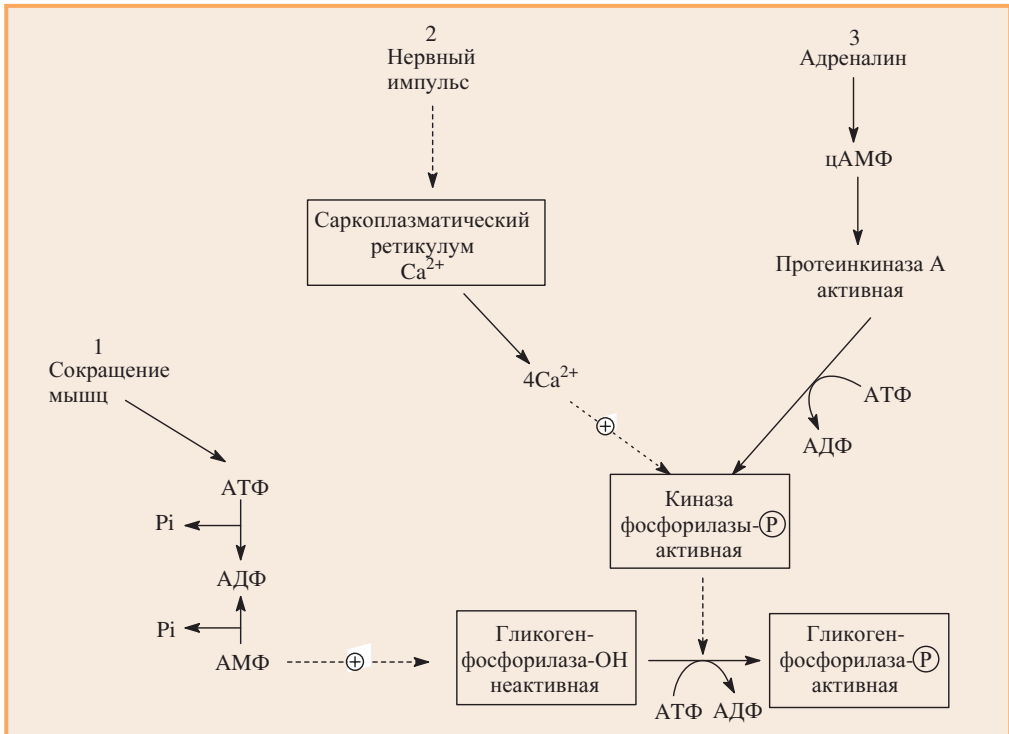 1
Сокращение
мышц
АТФ
Pi
АДФ
Pi
АМФ
+
2
Нервный
импульс
Саркоплазматический
ретикулум
Ca2+
4Ca2+
+
3
Адреналин
цАМФ
Протеинкиназа А
активная
АТФ
АДФ
Киназа
фосфорилазы-P
активная
Гликоген-
фосфорилаза-ОН
неактивная
АТФ АДФ
Гликоген-
фосфорилаза-P
активная